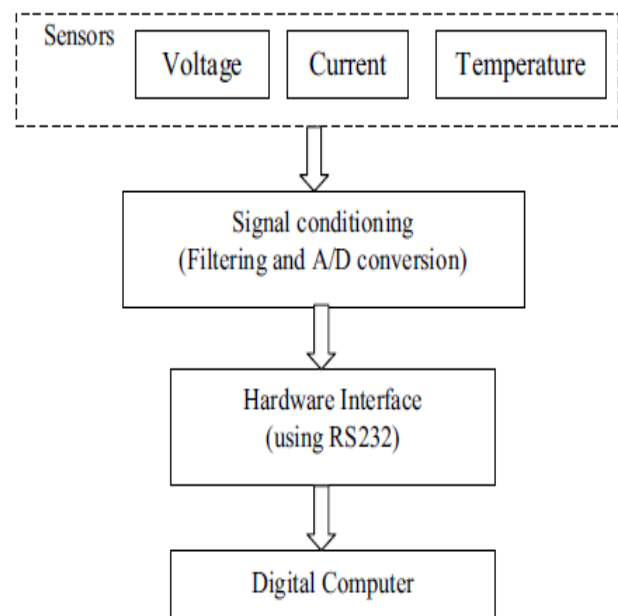 Sensors
Voltage Current Temperature
Signal conditioning
(Filtering and A/D conversion)
Hardware Interface
(using RS232)
Digital Computer